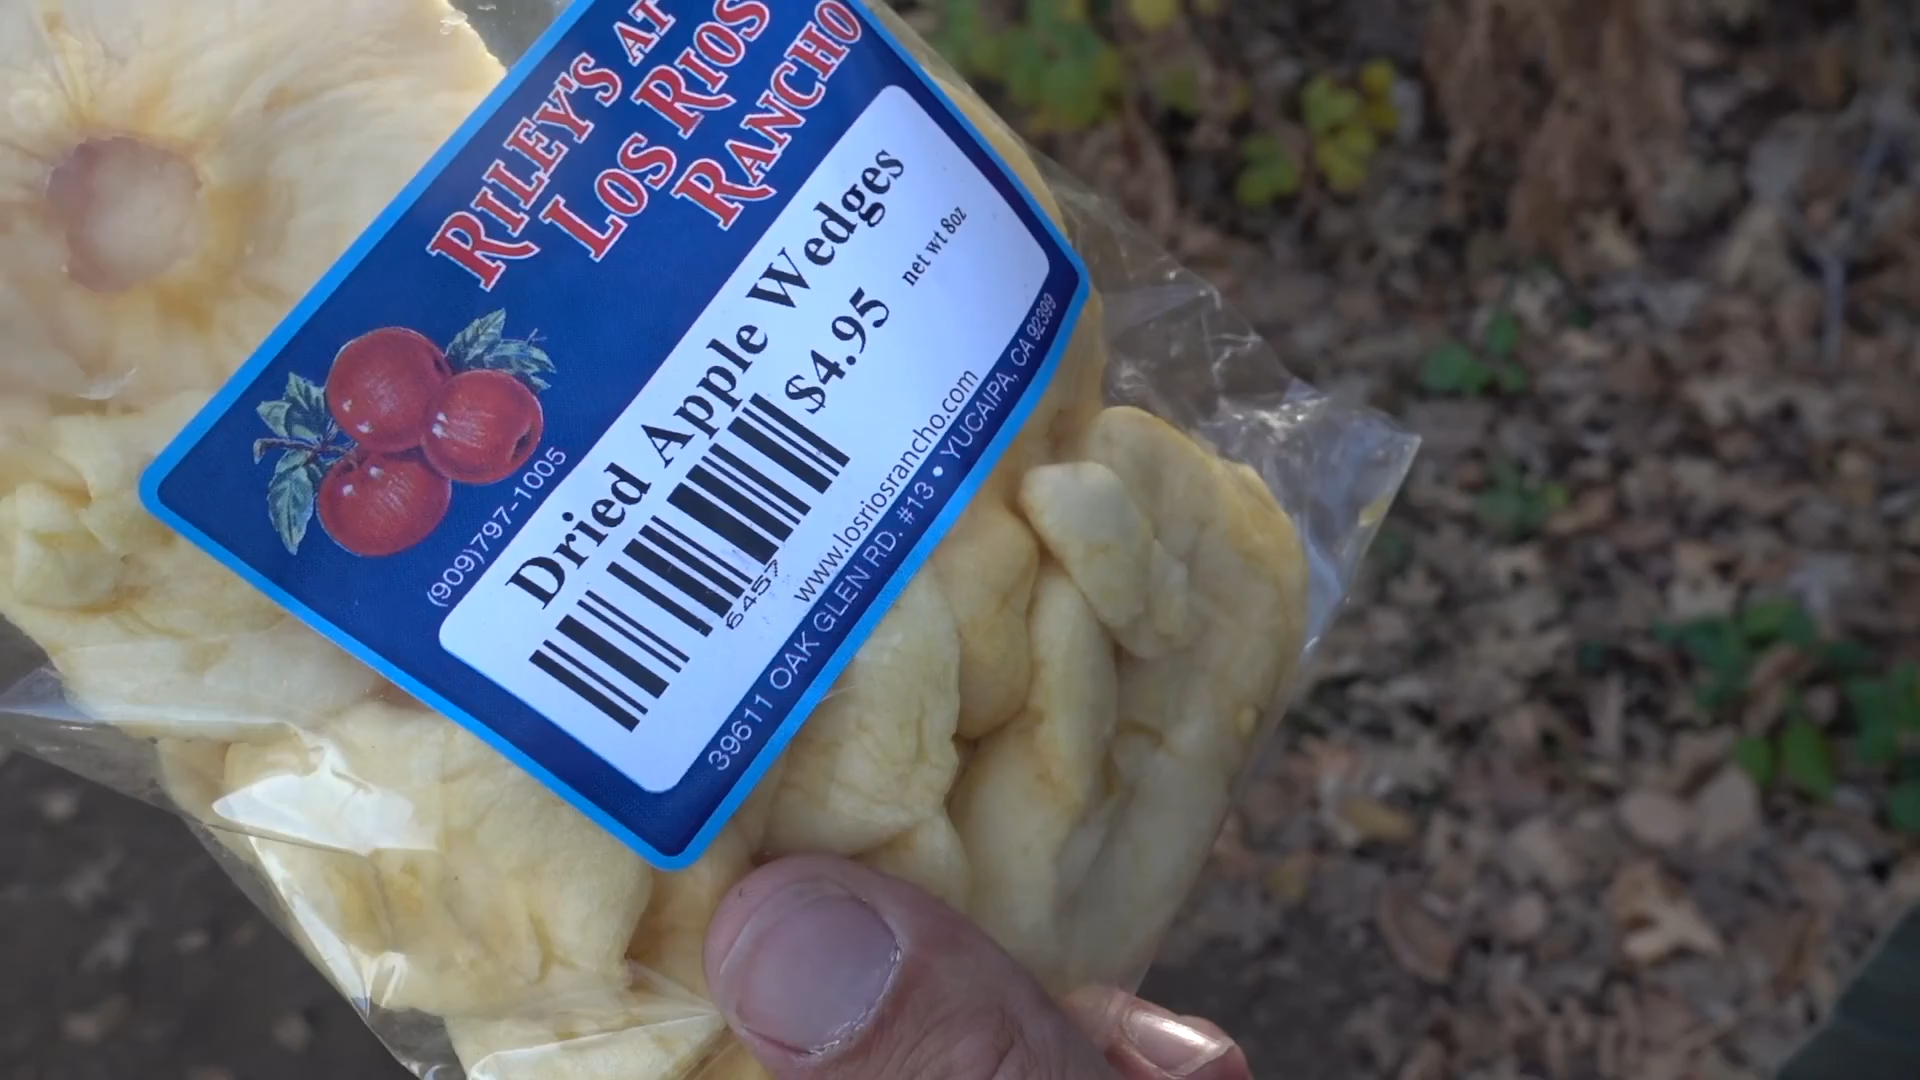 RILEY'S AT
LOS RIOS
RANCHO
(909)797-1005
Dried Apple Wedges
$4.95
net wt 8oz
6457
www.losriosrancho.com
39611 OAK GLEN RD. #13 • YUCAIPA, CA 92399